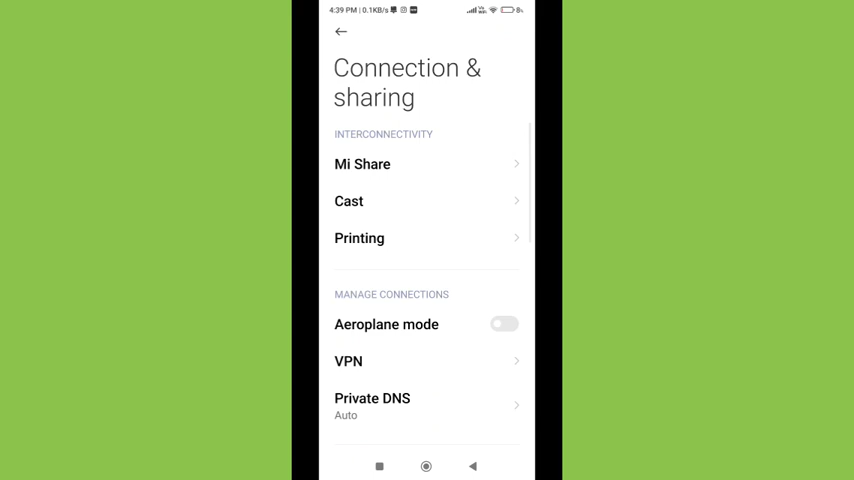 4:39 PM | 0.1KB/s
8%
Connection &
sharing
INTERCONNECTIVITY
Mi Share
Cast
Printing
MANAGE CONNECTIONS
Aeroplane mode
VPN
Private DNS
Auto